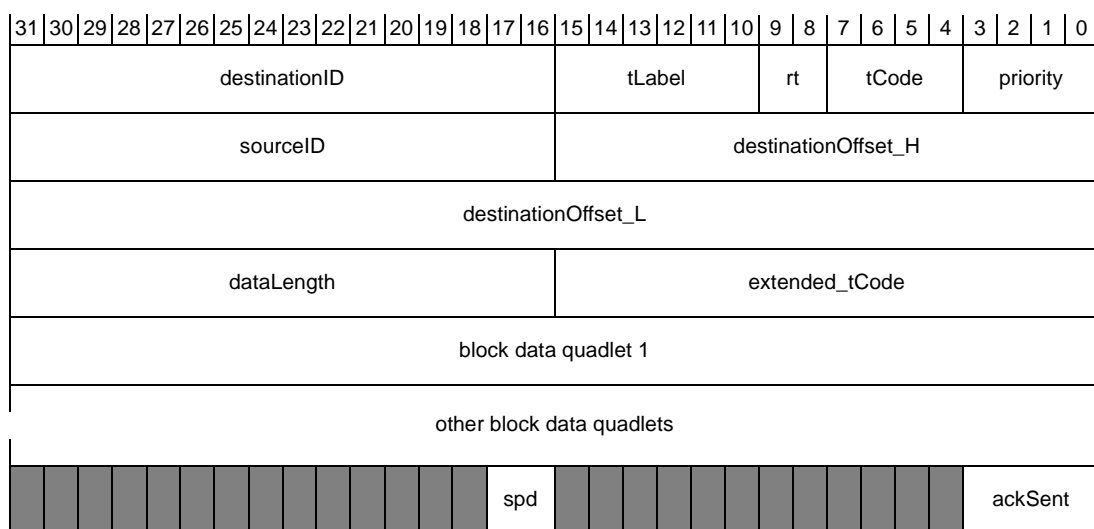 31 30 29 28 27 26 25 24 23 22 21 20 19 18 17 16 15 14 13 12 11 10 9 8 7 6 5 4 3 2 1 0
destinationID tLabel rt tCode priority
sourceID destinationOffset_H
destinationOffset_L
dataLength extended_tCode
block data quadlet 1
other block data quadlets
spd ackSent